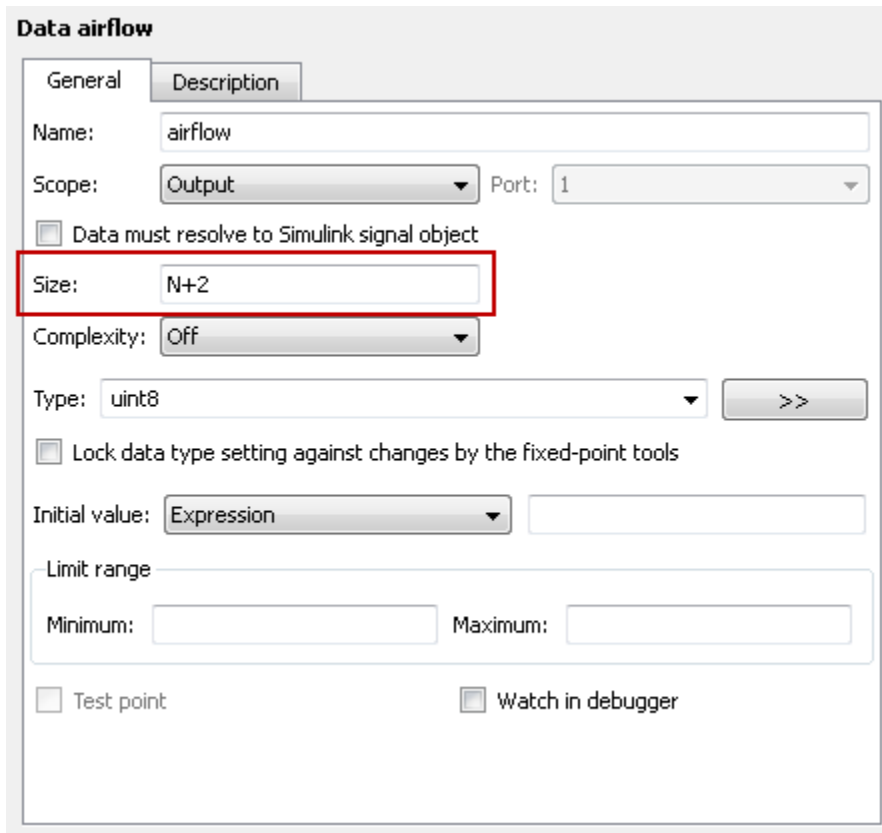 Data airflow
General Description
Name: airflow
Scope: Output Port: 1
Data must resolve to Simulink signal object
Size: N+2
Complexity: Off
Type: uint8 >>
Lock data type setting against changes by the fixed-point tools
Initial value: Expression
Limit range
Minimum: Maximum:
Test point Watch in debugger